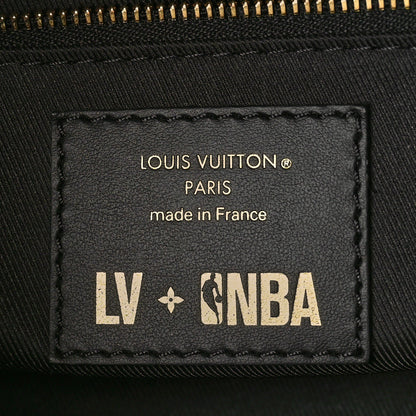 LOUIS VUITTON®
PARIS
made in France
LV + NBA